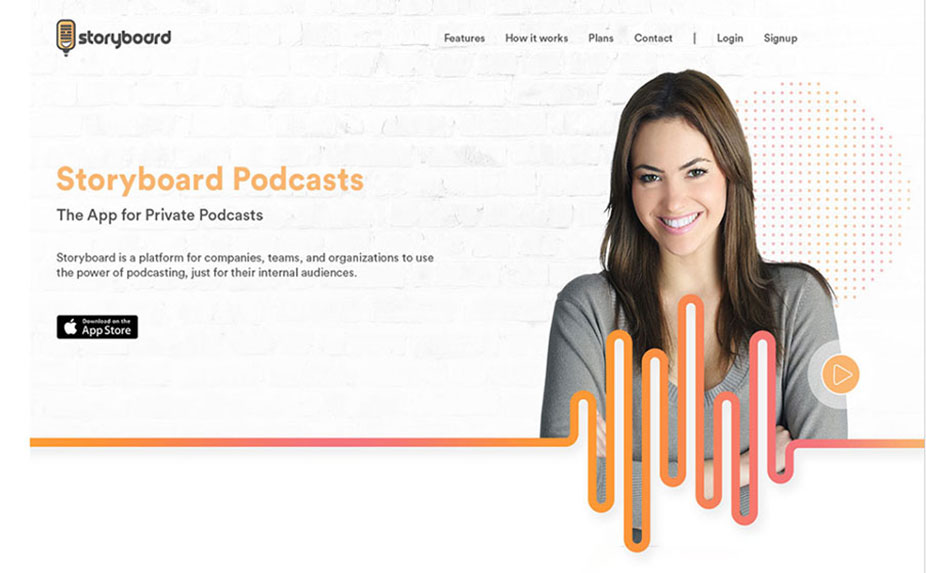 storyboard
Features How it works Plans Contact | Login Signup
Storyboard Podcasts
The App for Private Podcasts
Storyboard is a platform for companies, teams, and organizations to use
the power of podcasting, just for their internal audiences.
Download on the
App Store